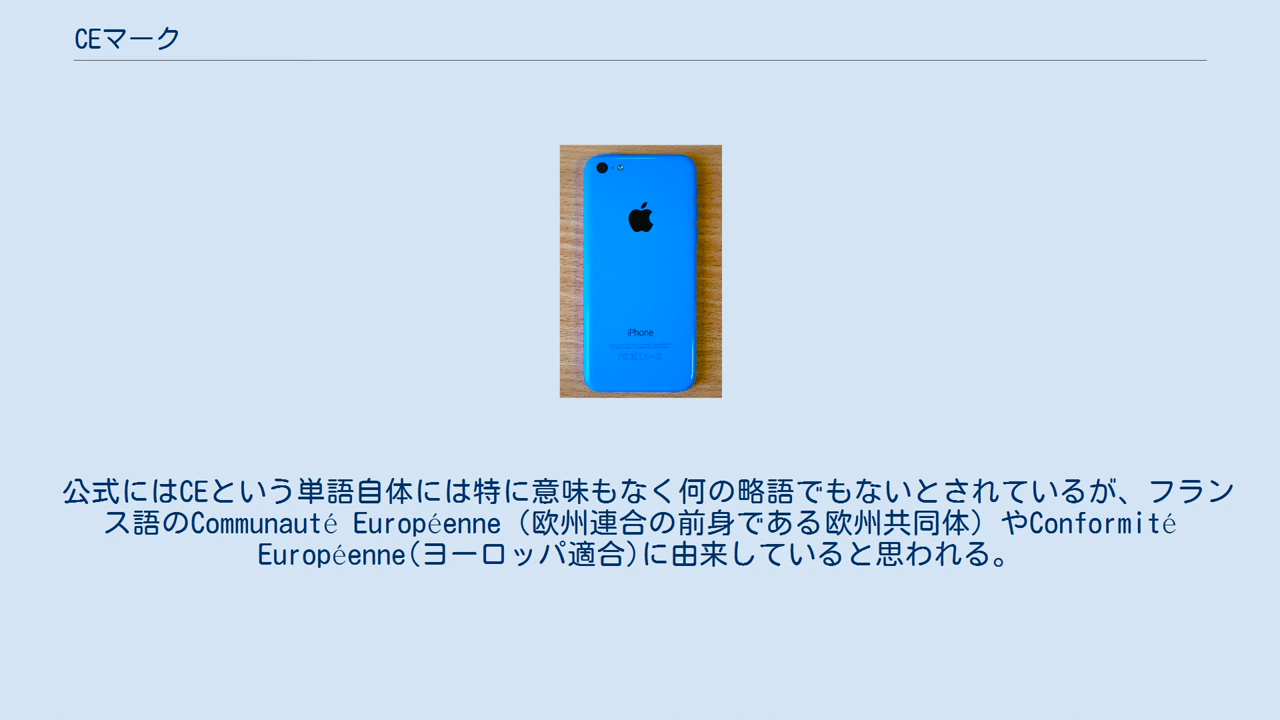 CEマーク
iPhone
公式にはCEという単語自体には特に意味もなく何の略語でもないとされているが、フラン
ス語のCommunauté Européenne（欧州連合の前身である欧州共同体）やConformité
Européenne(ヨーロッパ適合)に由来していると思われる。